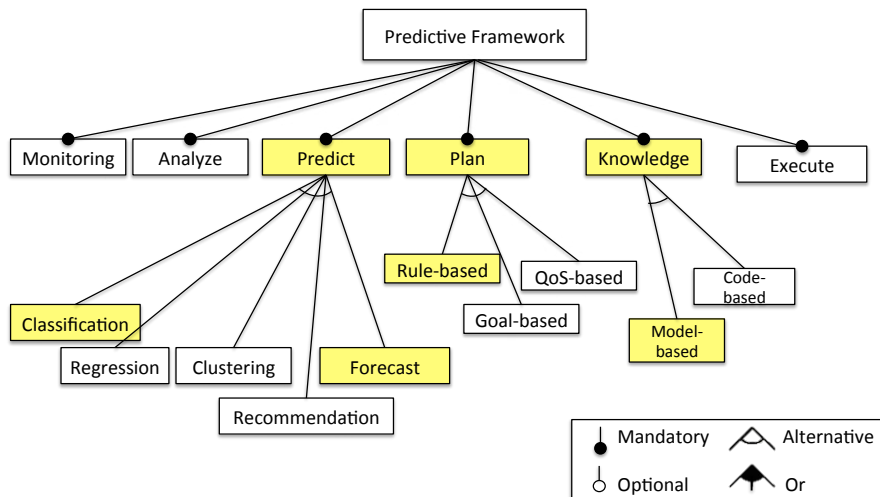 Predictive Framework
Monitoring
Analyze
Predict
Plan
Knowledge
Execute
Rule-based
QoS-based
Code-
based
Classification
Goal-based
Model-
based
Regression
Clustering
Forecast
Recommendation
Mandatory
Alternative
Optional
Or